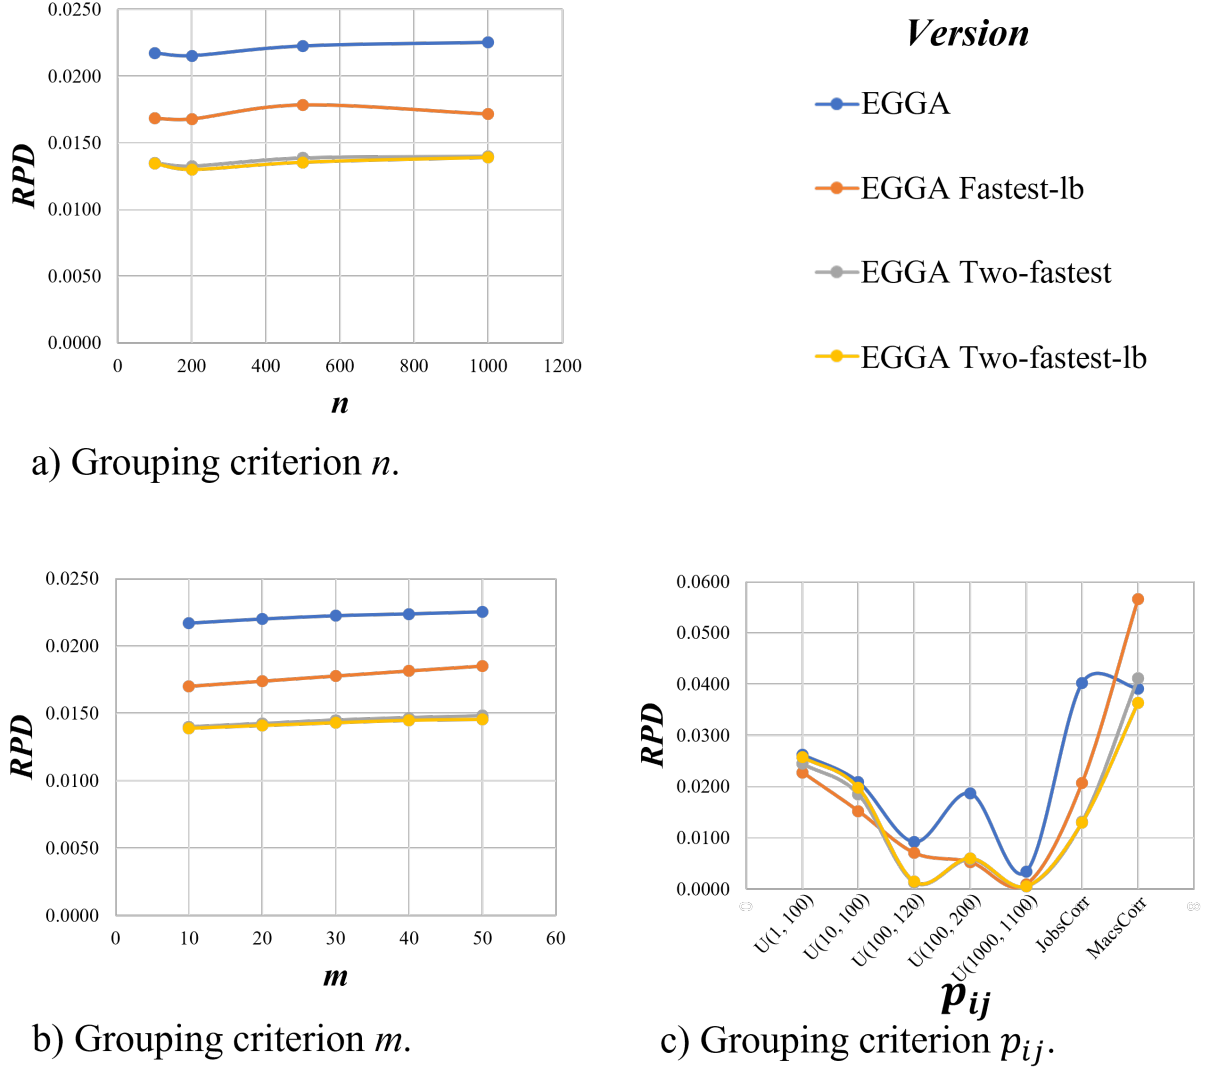 0.0250
0.0200
0.0150
0.0100
0.0050
0.0000
RPD
0 200 400 600 800 1000 1200
n
a) Grouping criterion n.
Version
EGGA
EGGA Fastest-lb
EGGA Two-fastest
EGGA Two-fastest-lb
0.0250
0.0200
0.0150
0.0100
0.0050
0.0000
RPD
0 10 20 30 40 50 60
m
b) Grouping criterion m.
0.0600
0.0500
0.0400
0.0300
0.0200
0.0100
0.0000
RPD
U(1, 100)
U(10, 100)
U(100, 120)
U(100, 200)
U(1000, 1100)
JobsCorr
MacsCorr
p_{ij}
c) Grouping criterion p_{ij}.